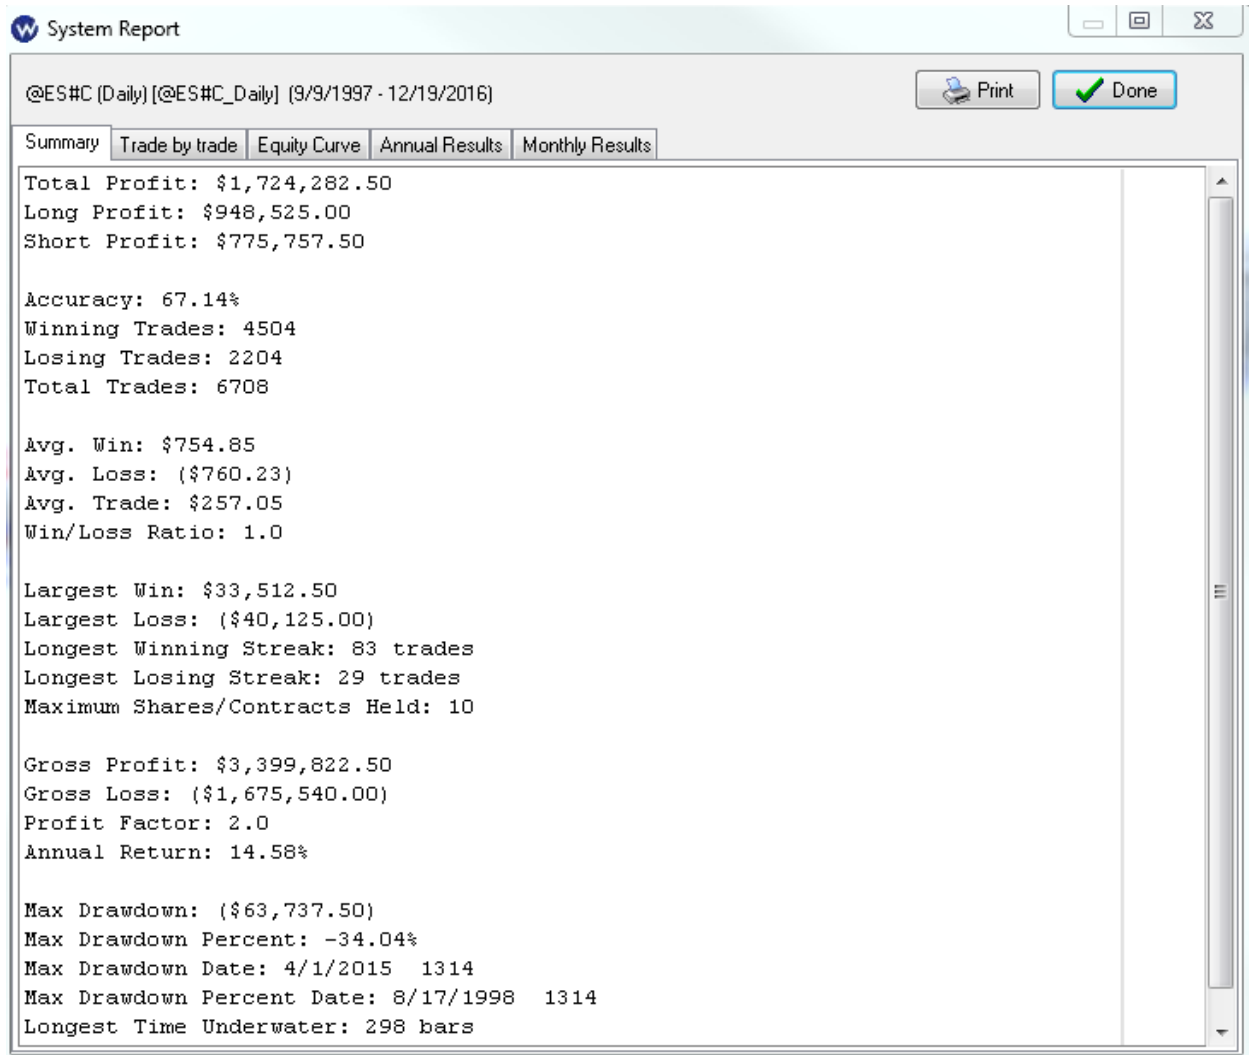 System Report
@ES#C (Daily) [@ES#C_Daily] (9/9/1997 - 12/19/2016)
Print
Done
Summary Trade by trade Equity Curve Annual Results Monthly Results
Total Profit: $1,724,282.50
Long Profit: $948,525.00
Short Profit: $775,757.50
Accuracy: 67.14%
Winning Trades: 4504
Losing Trades: 2204
Total Trades: 6708
Avg. Win: $754.85
Avg. Loss: ($760.23)
Avg. Trade: $257.05
Win/Loss Ratio: 1.0
Largest Win: $33,512.50
Largest Loss: ($40,125.00)
Longest Winning Streak: 83 trades
Longest Losing Streak: 29 trades
Maximum Shares/Contracts Held: 10
Gross Profit: $3,399,822.50
Gross Loss: ($1,675,540.00)
Profit Factor: 2.0
Annual Return: 14.58%
Max Drawdown: ($63,737.50)
Max Drawdown Percent: -34.04%
Max Drawdown Date: 4/1/2015  1314
Max Drawdown Percent Date: 8/17/1998  1314
Longest Time Underwater: 298 bars